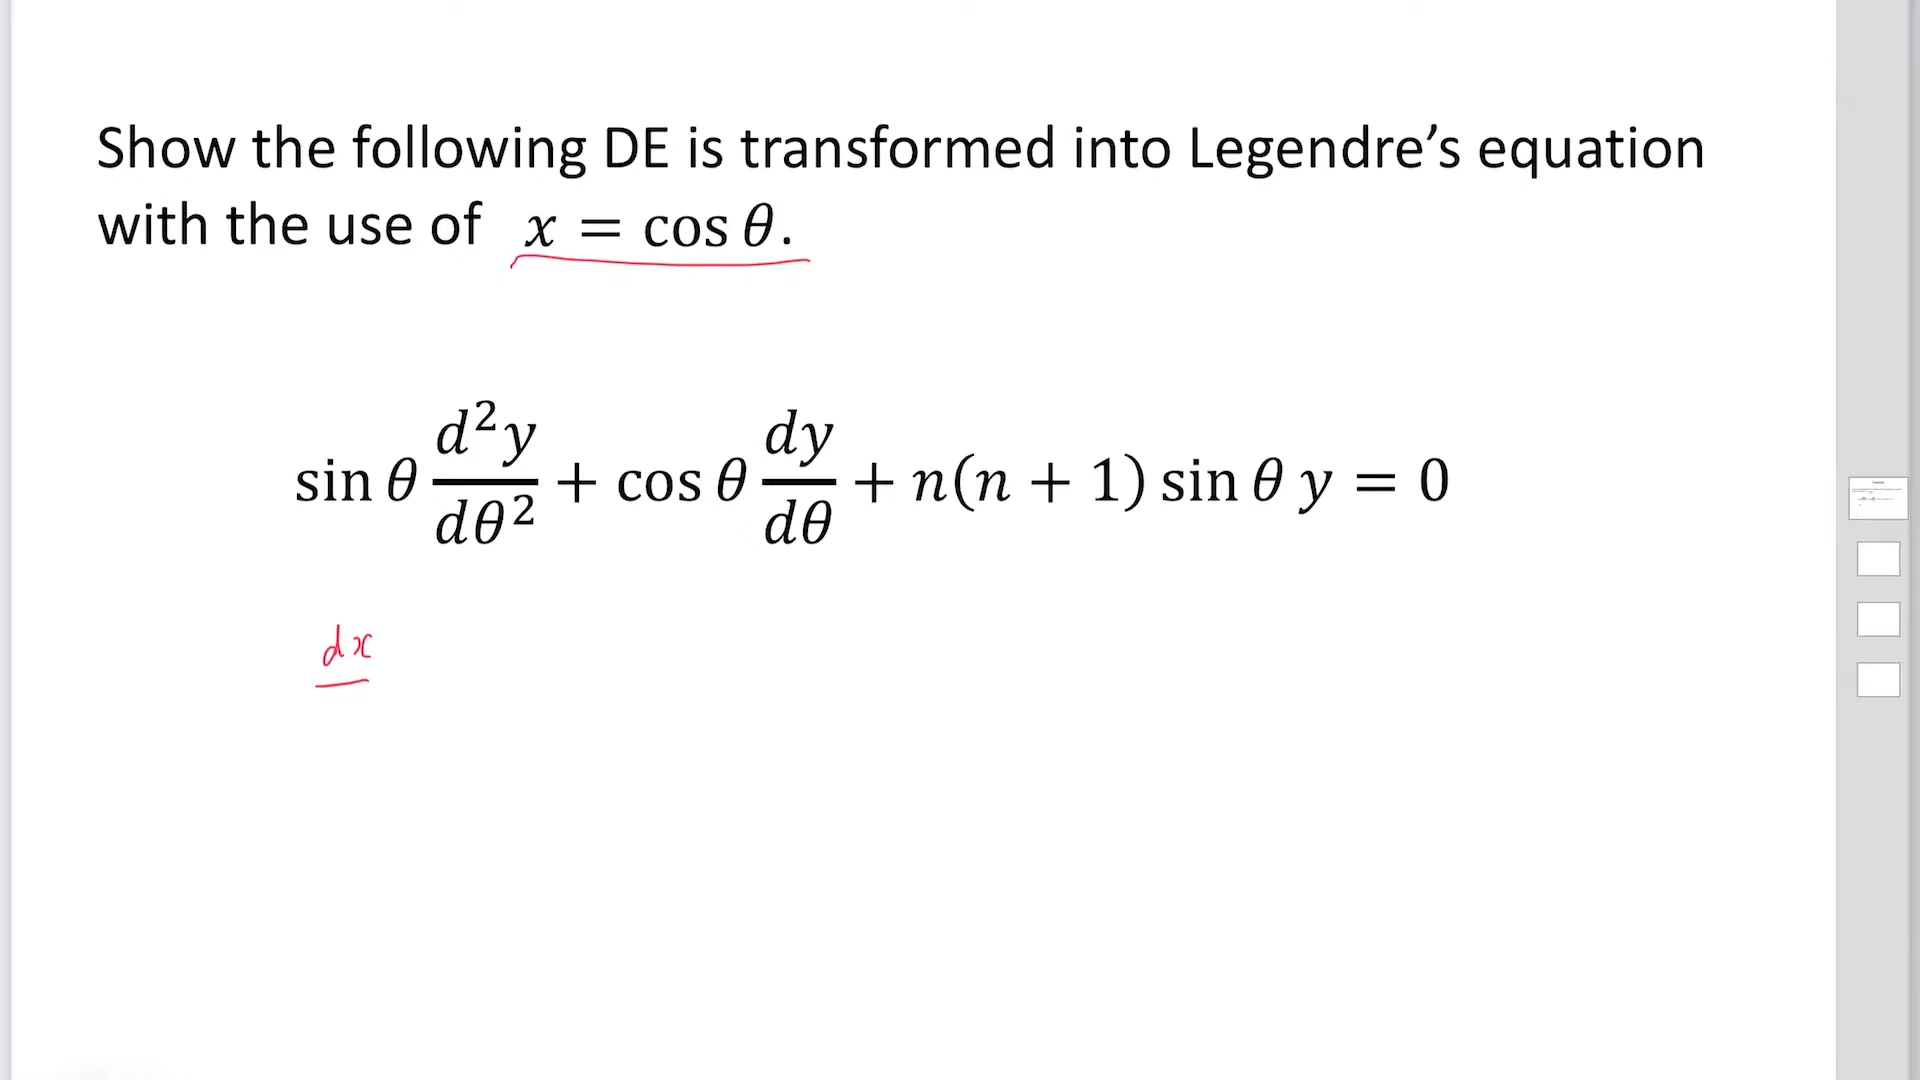 Show the following DE is transformed into Legendre’s equation
with the use of x = cos θ.
sin θ d²y/dθ² + cos θ dy/dθ + n(n + 1) sin θ y = 0
dx